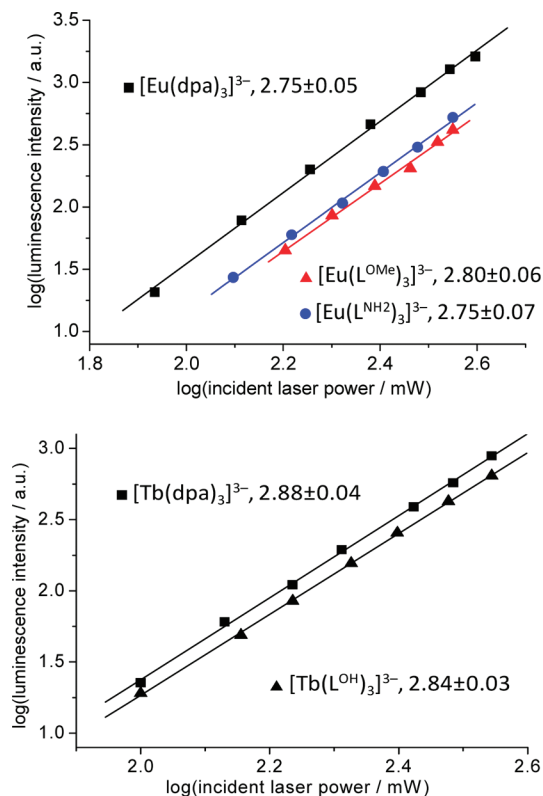 3.5
3.0
2.5
2.0
1.5
1.0
log(luminescence intensity / a.u.)
[Eu(dpa)₃]³⁻, 2.75±0.05
[Eu(Lᴼᴹᵉ)₃]³⁻, 2.80±0.06
[Eu(Lᴺᴴ²)₃]³⁻, 2.75±0.07
1.8 2.0 2.2 2.4 2.6
log(incident laser power / mW)
3.0
2.5
2.0
1.5
1.0
log(luminescence intensity / a.u.)
[Tb(dpa)₃]³⁻, 2.88±0.04
[Tb(Lᴼᴴ)₃]³⁻, 2.84±0.03
2.0 2.2 2.4 2.6
log(incident laser power / mW)